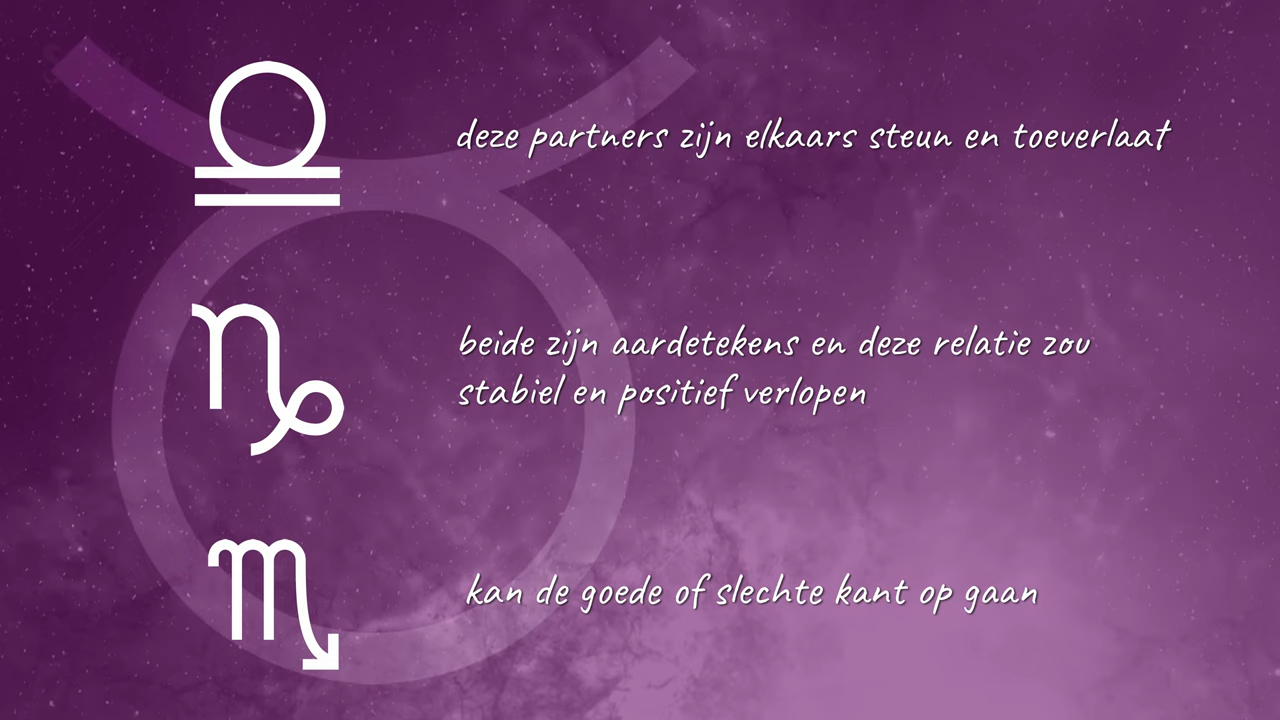 deze partners zijn elkaars steun en toeverlaat
beide zijn aardetekens en deze relatie zou
stabiel en positief verlopen
kan de goede of slechte kant op gaan